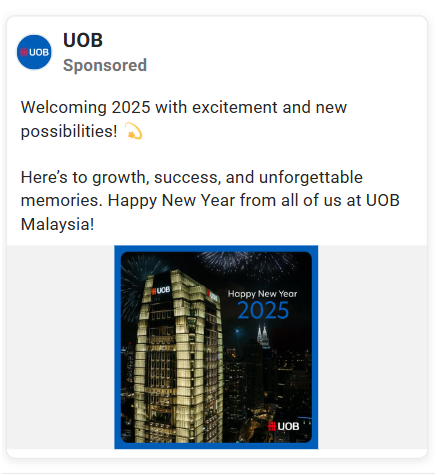 UOB
UOB
Sponsored
Welcoming 2025 with excitement and new
possibilities! 💫
Here’s to growth, success, and unforgettable
memories. Happy New Year from all of us at UOB
Malaysia!
UOB
Happy New Year
2025
UOB